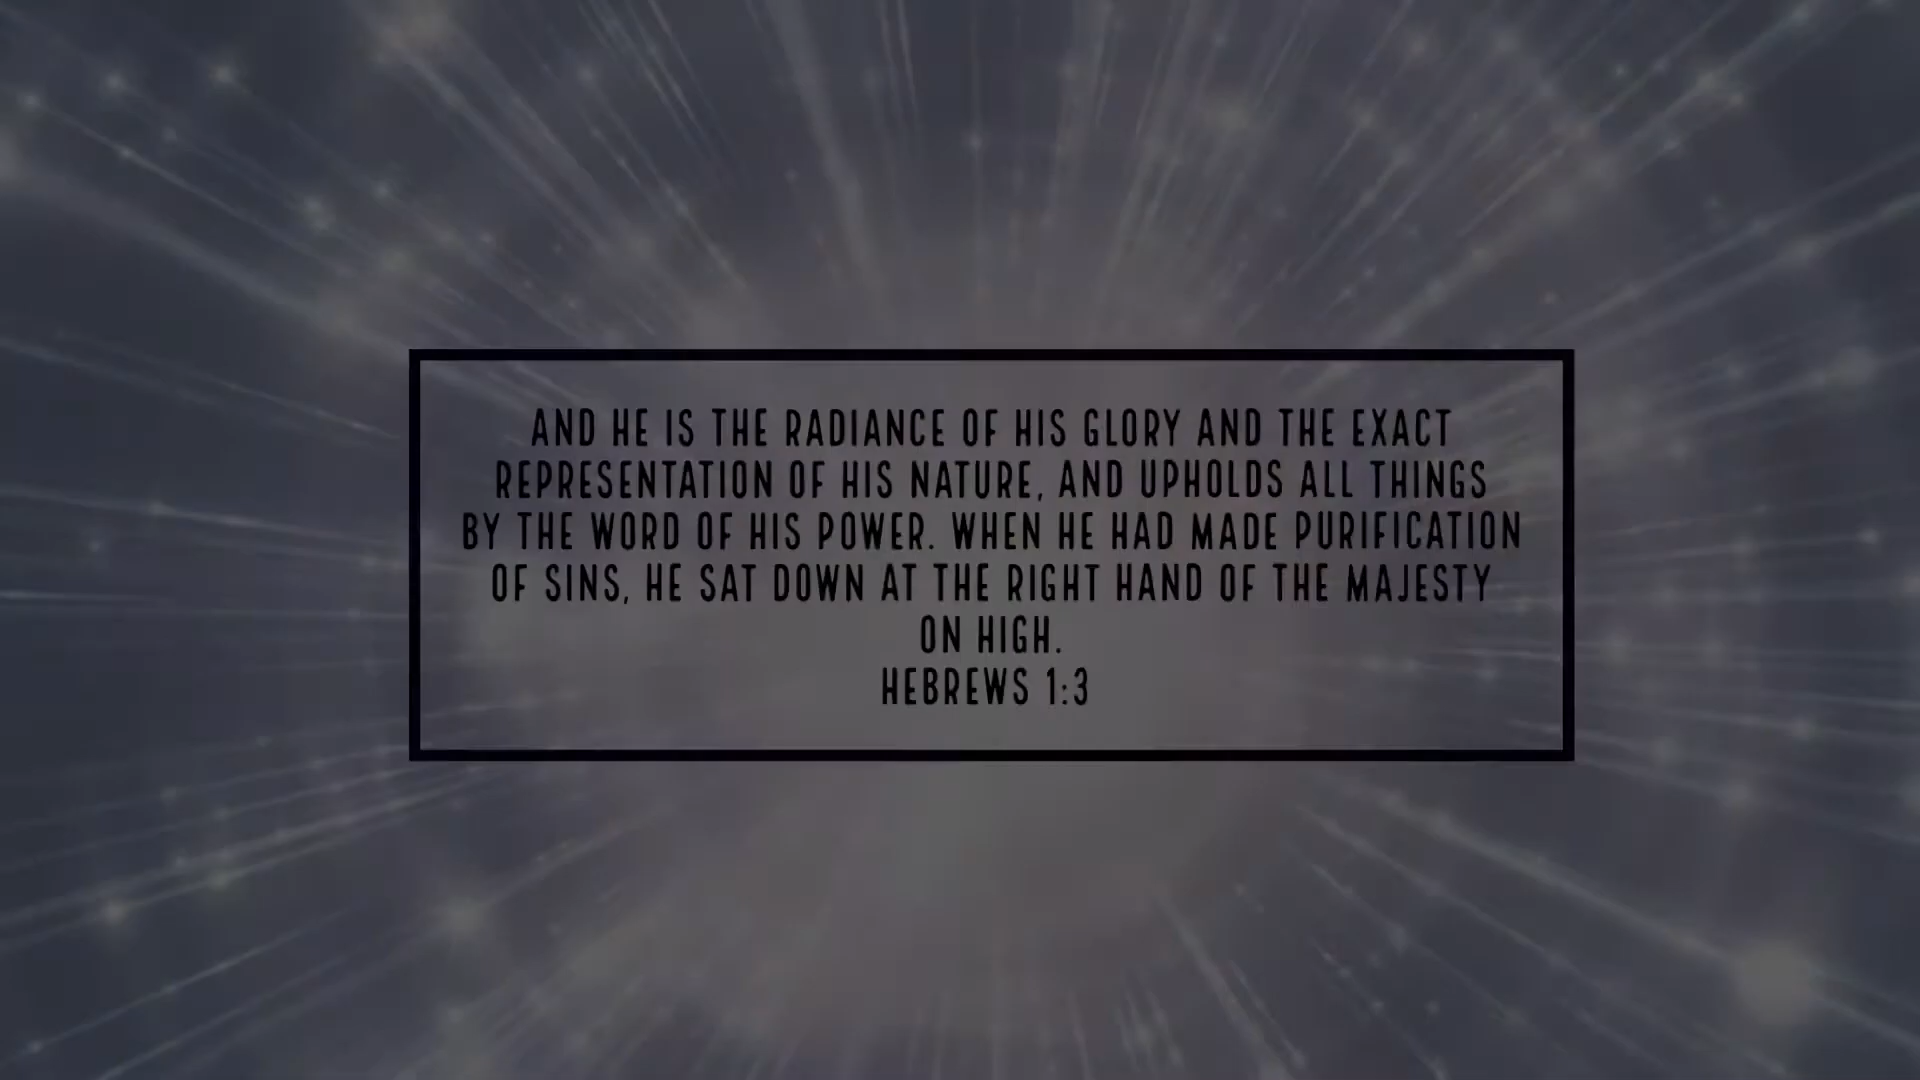 AND HE IS THE RADIANCE OF HIS GLORY AND THE EXACT
REPRESENTATION OF HIS NATURE, AND UPHOLDS ALL THINGS
BY THE WORD OF HIS POWER. WHEN HE HAD MADE PURIFICATION
OF SINS, HE SAT DOWN AT THE RIGHT HAND OF THE MAJESTY
ON HIGH.
HEBREWS 1:3